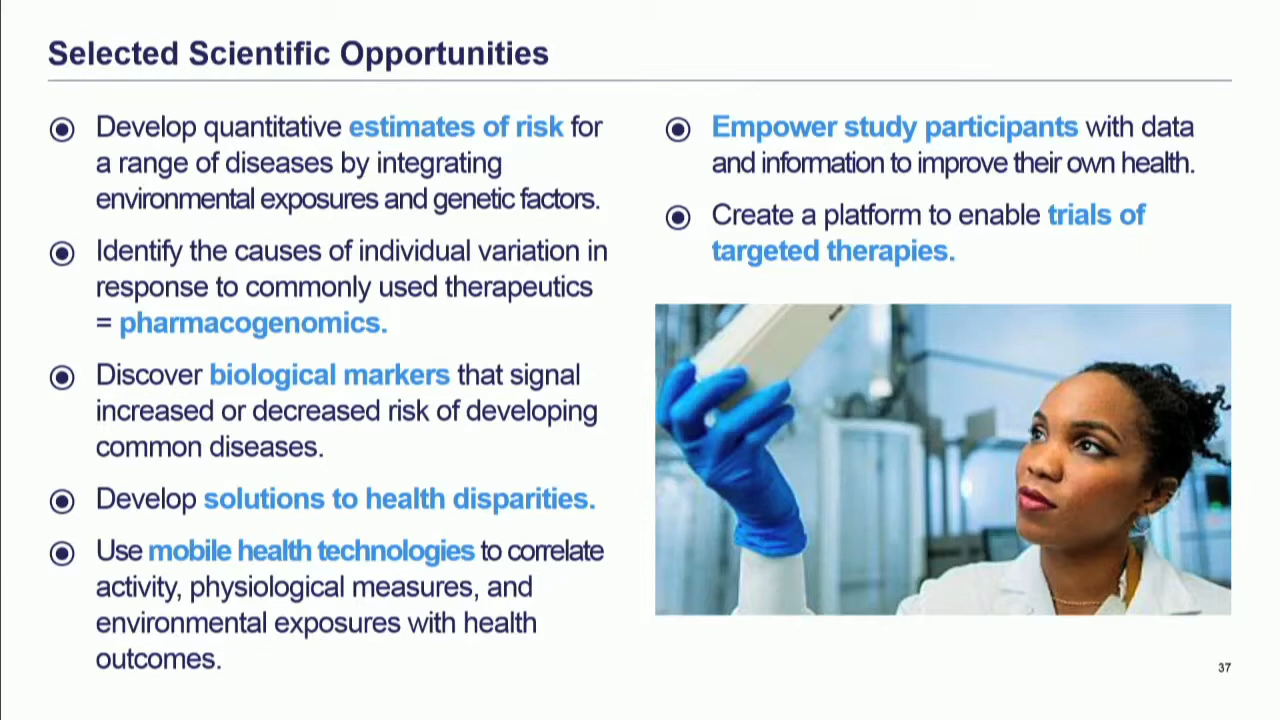 Selected Scientific Opportunities
Develop quantitative estimates of risk for
a range of diseases by integrating
environmental exposures and genetic factors.
Identify the causes of individual variation in
response to commonly used therapeutics
= pharmacogenomics.
Discover biological markers that signal
increased or decreased risk of developing
common diseases.
Develop solutions to health disparities.
Use mobile health technologies to correlate
activity, physiological measures, and
environmental exposures with health
outcomes.
Empower study participants with data
and information to improve their own health.
Create a platform to enable trials of
targeted therapies.
37